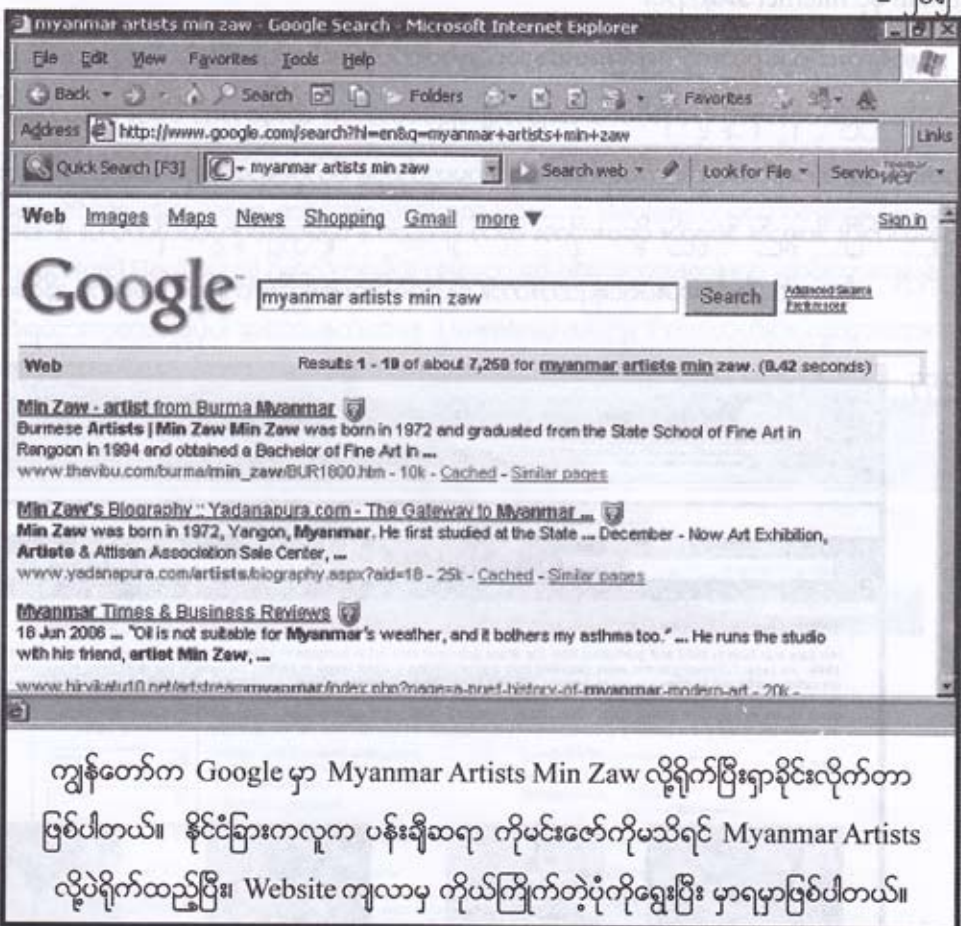 myanmar artists min zaw - Google Search - Microsoft Internet Explorer
File Edit View Favorites Tools Help
Back Search Folders Favorites
Address http://www.google.com/search?hl=en&q=myanmar+artists+min+zaw Links
Quick Search [F3] myanmar artists min zaw Search web Look for File
Web Images Maps News Shopping Gmail more ▼ Sign in
Google myanmar artists min zaw Search Advanced Search
Preferences
Web Results 1 - 10 of about 7,260 for myanmar artists min zaw. (0.42 seconds)
Min Zaw - artist from Burma Myanmar
Burmese Artists | Min Zaw Min Zaw was born in 1972 and graduated from the State School of Fine Art in
Rangoon in 1994 and obtained a Bachelor of Fine Art in ...
www.thavibu.com/burma/min_zaw/BUR1800.htm - 10k - Cached - Similar pages
Min Zaw's Biography :: Yadanapura.com - The Gateway to Myanmar ...
Min Zaw was born in 1972, Yangon, Myanmar. He first studied at the State ... December - Now Art Exhibition,
Artists & Attisan Association Sale Center, ...
www.yadanapura.com/artists/biography.aspx?aid=18 - 25k - Cached - Similar pages
Myanmar Times & Business Reviews
16 Jun 2006 ... "Oil is not suitable for Myanmar's weather, and it bothers my asthma too." ... He runs the studio
with his friend, artist Min Zaw, ...
ကျွန်တော်က Google မှာ Myanmar Artists Min Zaw လို့ရိုက်ပြီးရှာခိုင်းလိုက်တာ
ဖြစ်ပါတယ်။ နိုင်ငံခြားကလူက ပန်းချီဆရာ ကိုမင်းဇော်ကိုမသိရင် Myanmar Artists
လို့ပဲရိုက်ထည့်ပြီး၊ Website ကျလာမှ ကိုယ်ကြိုက်တဲ့ပုံကိုရွေးပြီး မှာရမှာဖြစ်ပါတယ်။